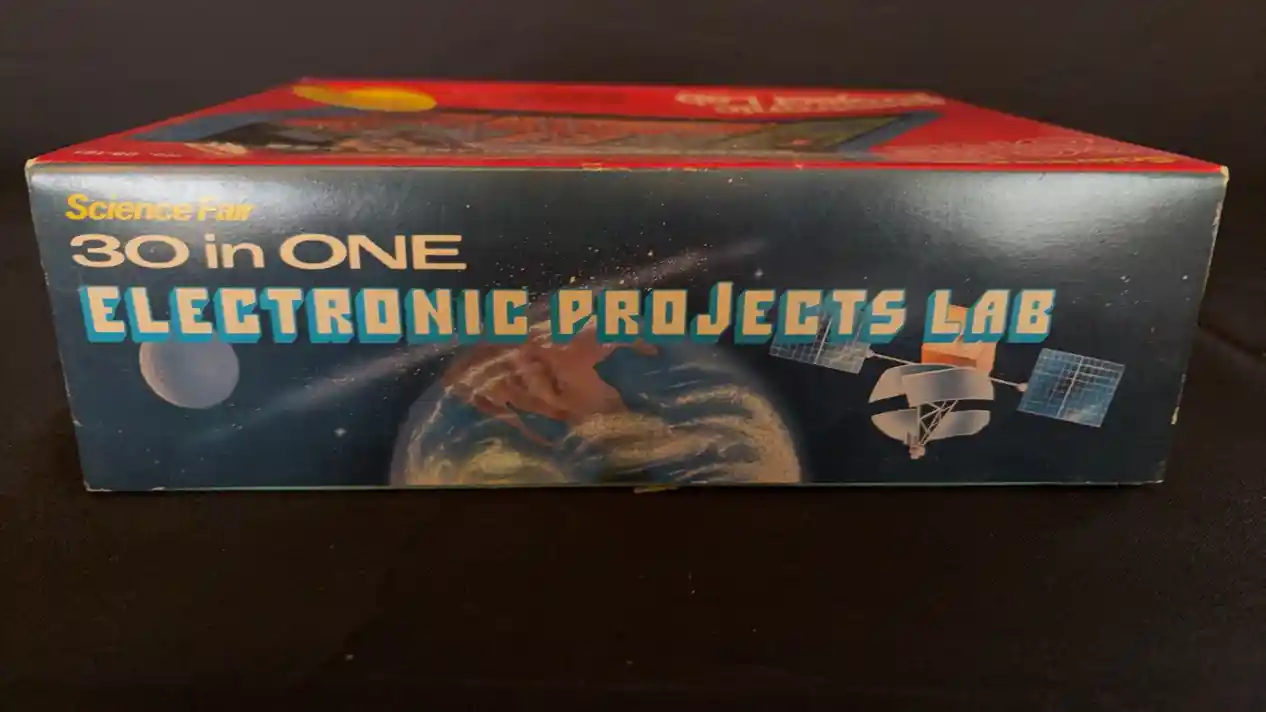 Science Fair
30 in ONE
ELECTRONIC PROJECTS LAB